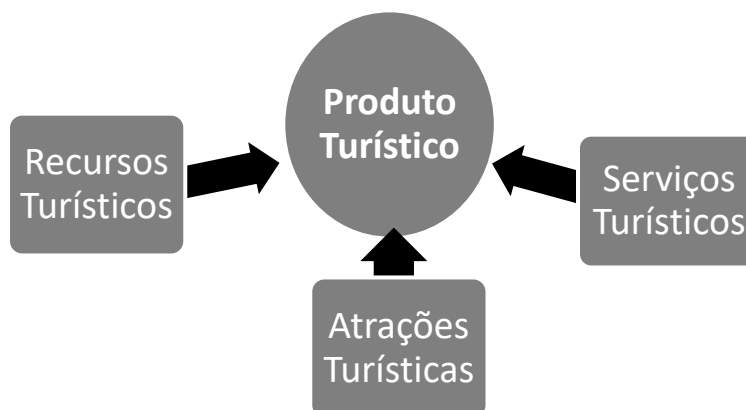 Produto
Turístico
Recursos
Turísticos
Serviços
Turísticos
Atrações
Turísticas